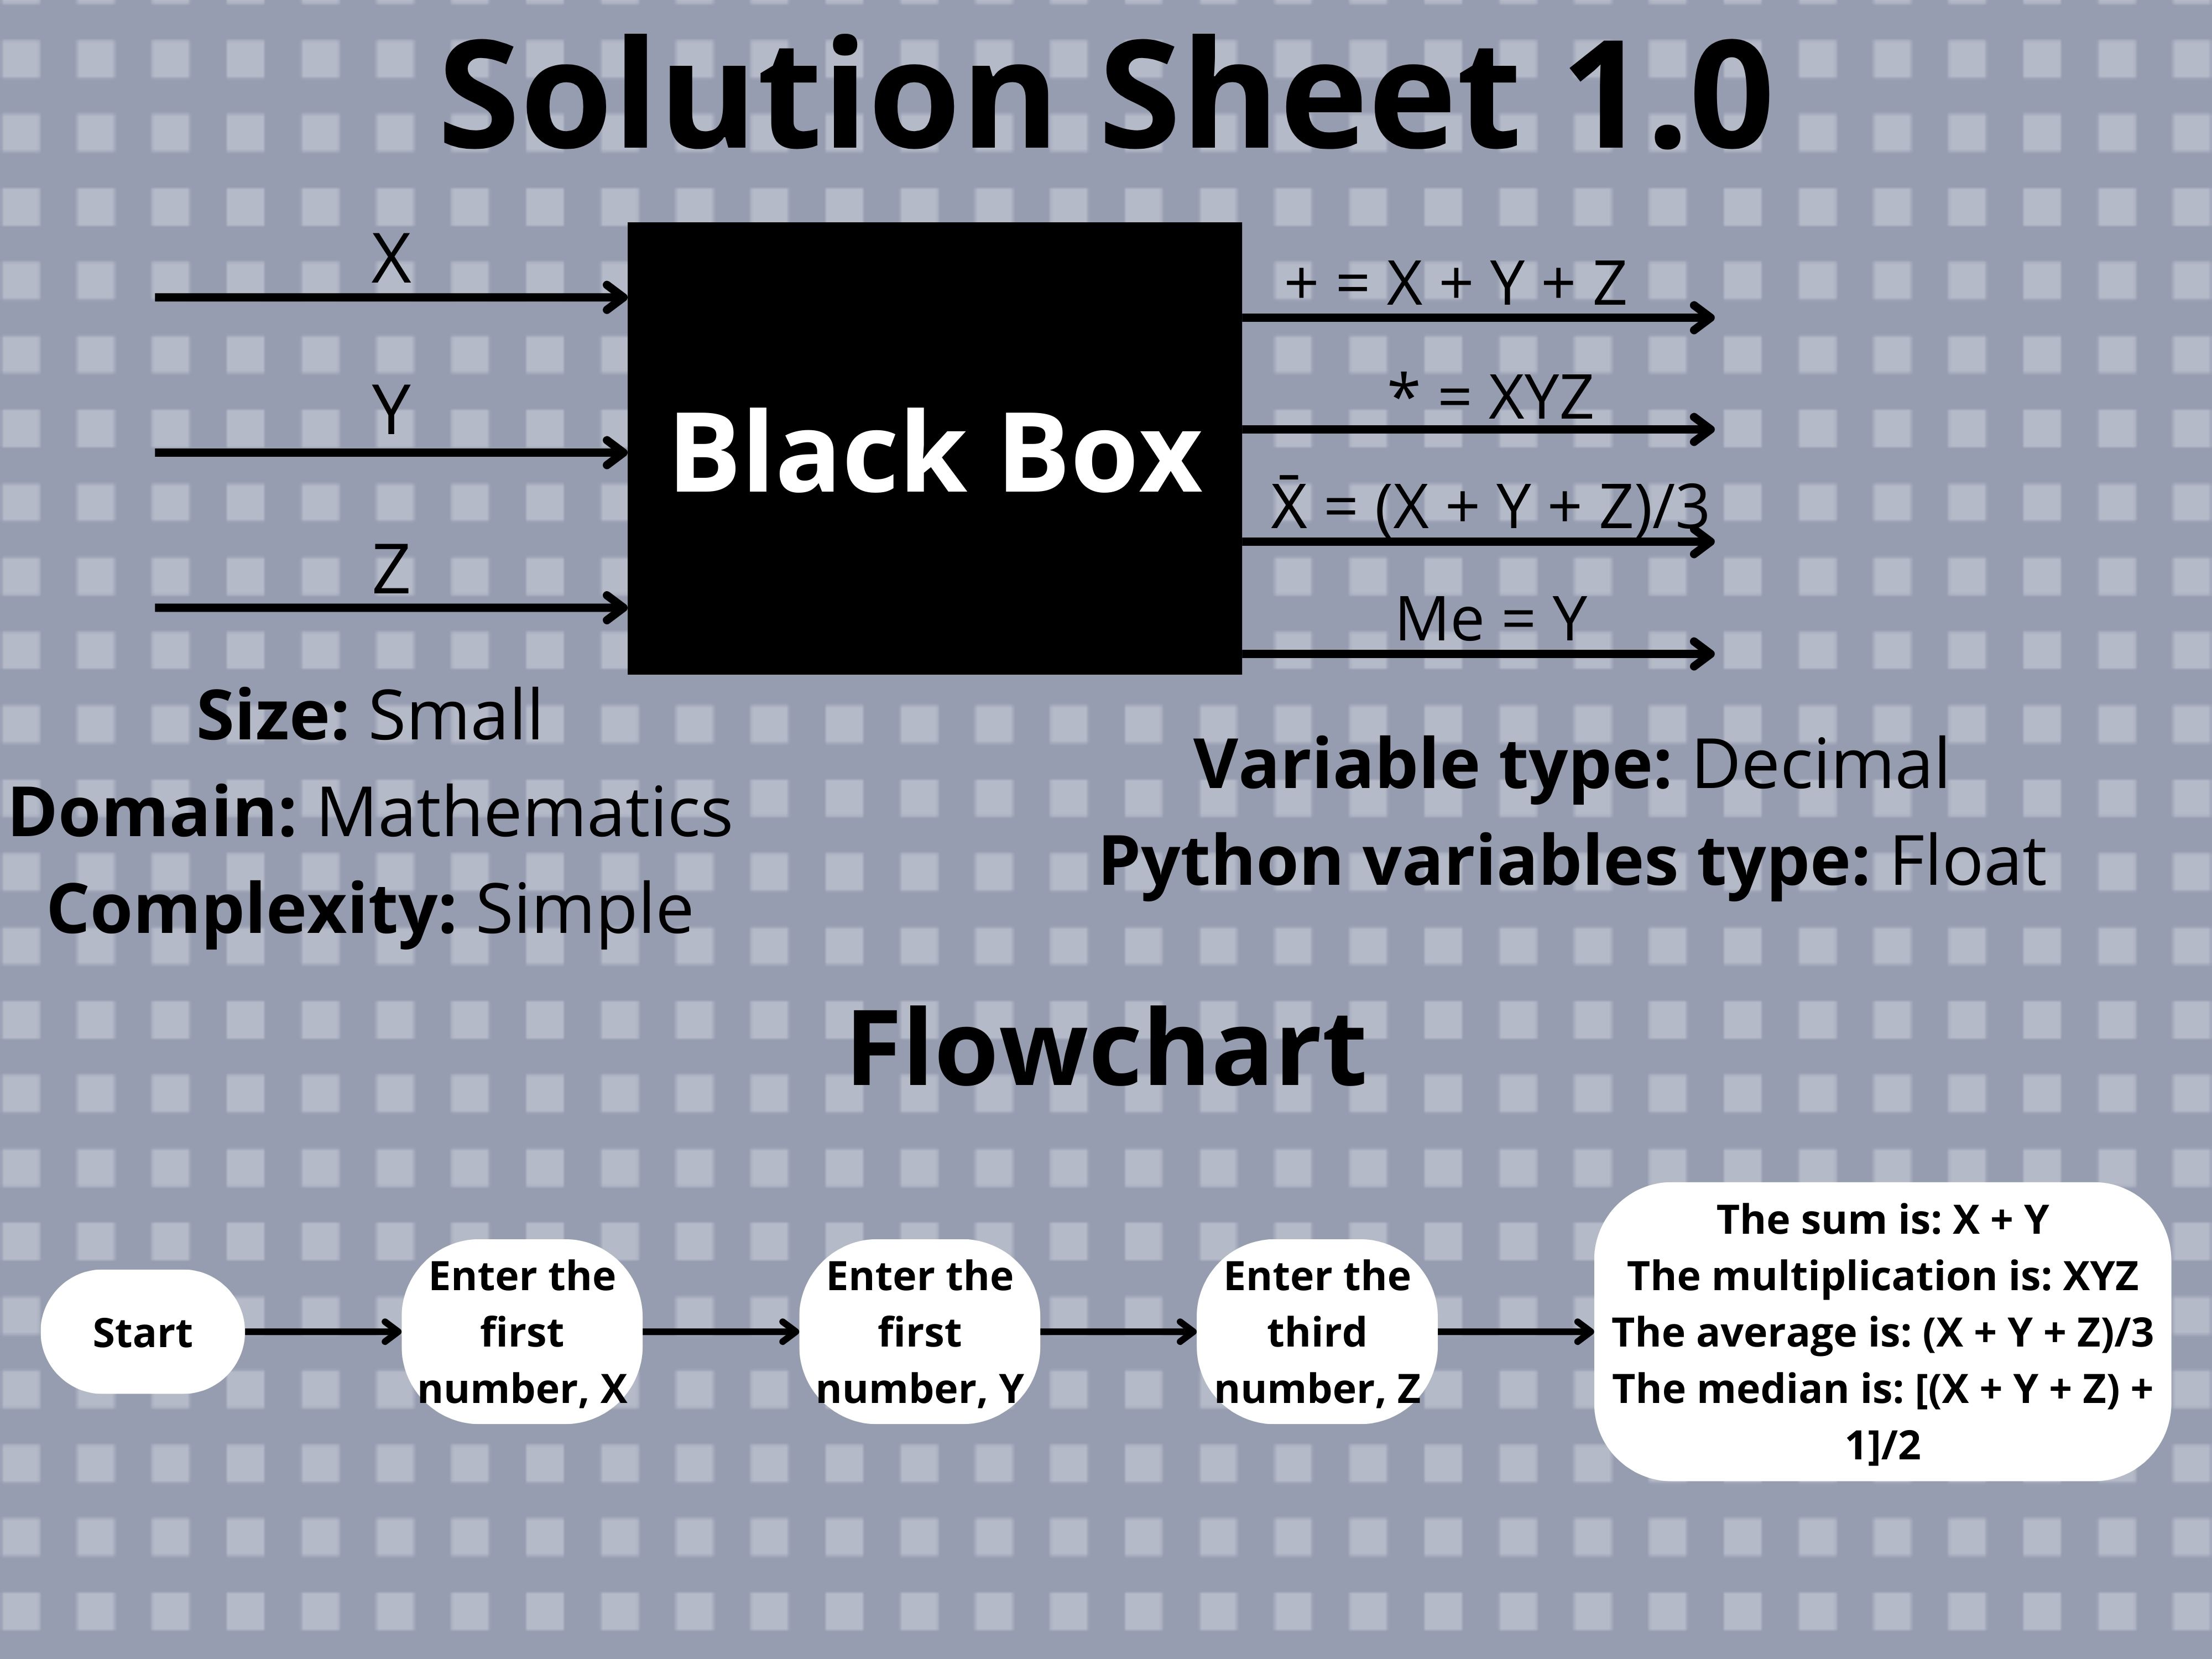 Solution Sheet 1.0
X
Y
Z
Black Box
+ = X + Y + Z
* = XYZ
X̄ = (X + Y + Z)/3
Me = Y
Size: Small
Domain: Mathematics
Complexity: Simple
Variable type: Decimal
Python variables type: Float
Flowchart
Start
Enter the
first
number, X
Enter the
first
number, Y
Enter the
third
number, Z
The sum is: X + Y
The multiplication is: XYZ
The average is: (X + Y + Z)/3
The median is: [(X + Y + Z) +
1]/2